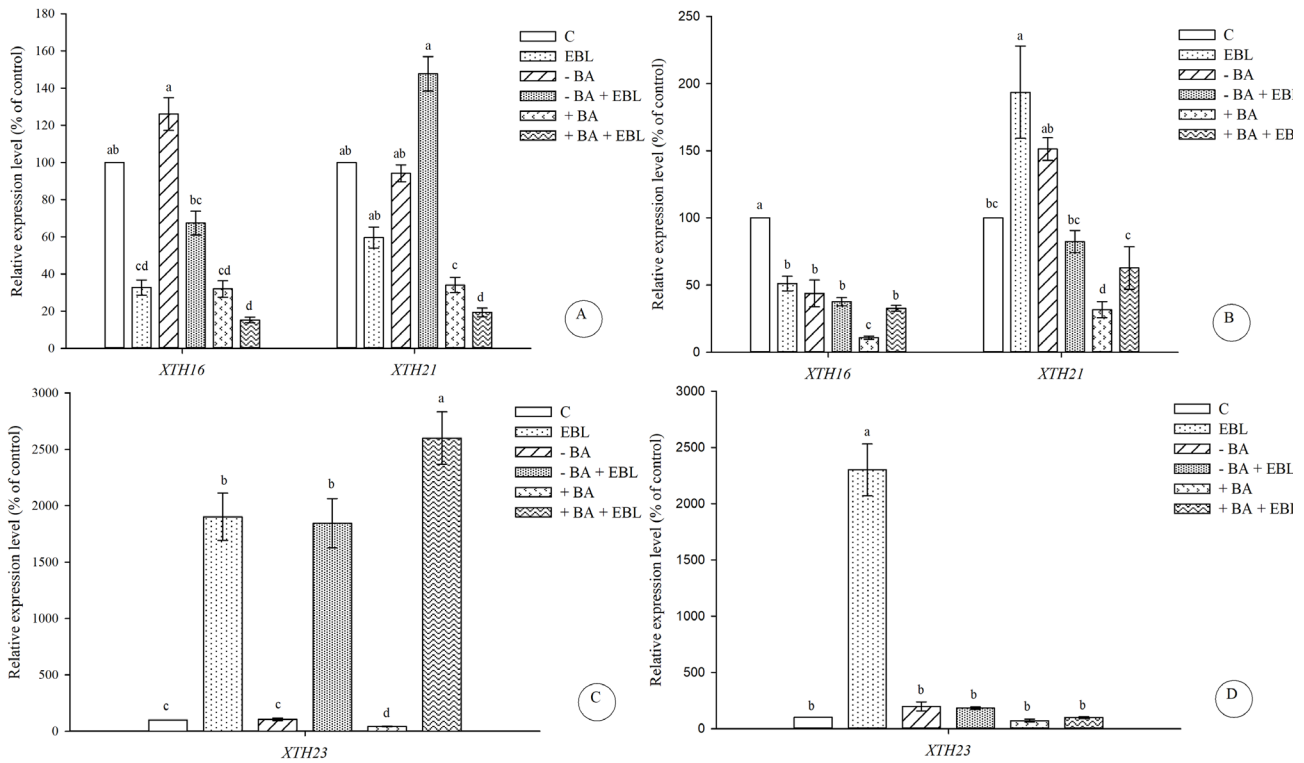 Relative expression level (% of control)
180
160
140
120
100
80
60
40
20
0
ab
cd
a
bc
cd
d
ab
ab
ab
a
c
d
XTH16
XTH21
C
EBL
- BA
- BA + EBL
+ BA
+ BA + EBL
A
Relative expression level (% of control)
250
200
150
100
50
0
a
b
b
b
c
b
bc
a
ab
bc
d
c
XTH16
XTH21
C
EBL
- BA
- BA + EBL
+ BA
+ BA + EBL
B
Relative expression level (% of control)
3000
2500
2000
1500
1000
500
0
c
b
c
b
d
a
XTH23
C
EBL
- BA
- BA + EBL
+ BA
+ BA + EBL
C
Relative expression level (% of control)
3000
2500
2000
1500
1000
500
0
b
a
b
b
b
b
XTH23
C
EBL
- BA
- BA + EBL
+ BA
+ BA + EBL
D